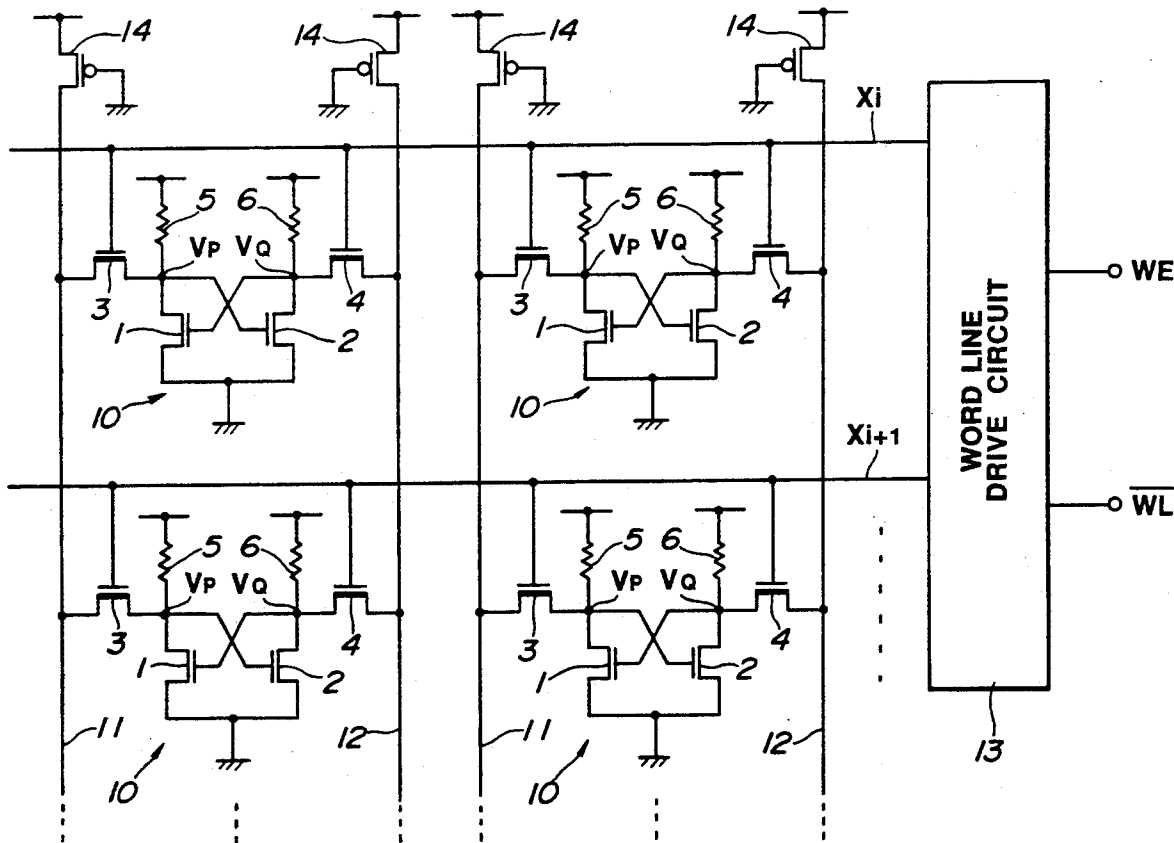 14 14 14 14
Xi
5 6 5 6
VP VQ VP VQ
WE
3 4 3 4
1 2 1 2
10 10
WORD LINE
DRIVE CIRCUIT
Xi+1
W̅L̅
5 6 5 6
VP VQ VP VQ
3 4 3 4
1 2 1 2
11 12 11 12
10 10
13